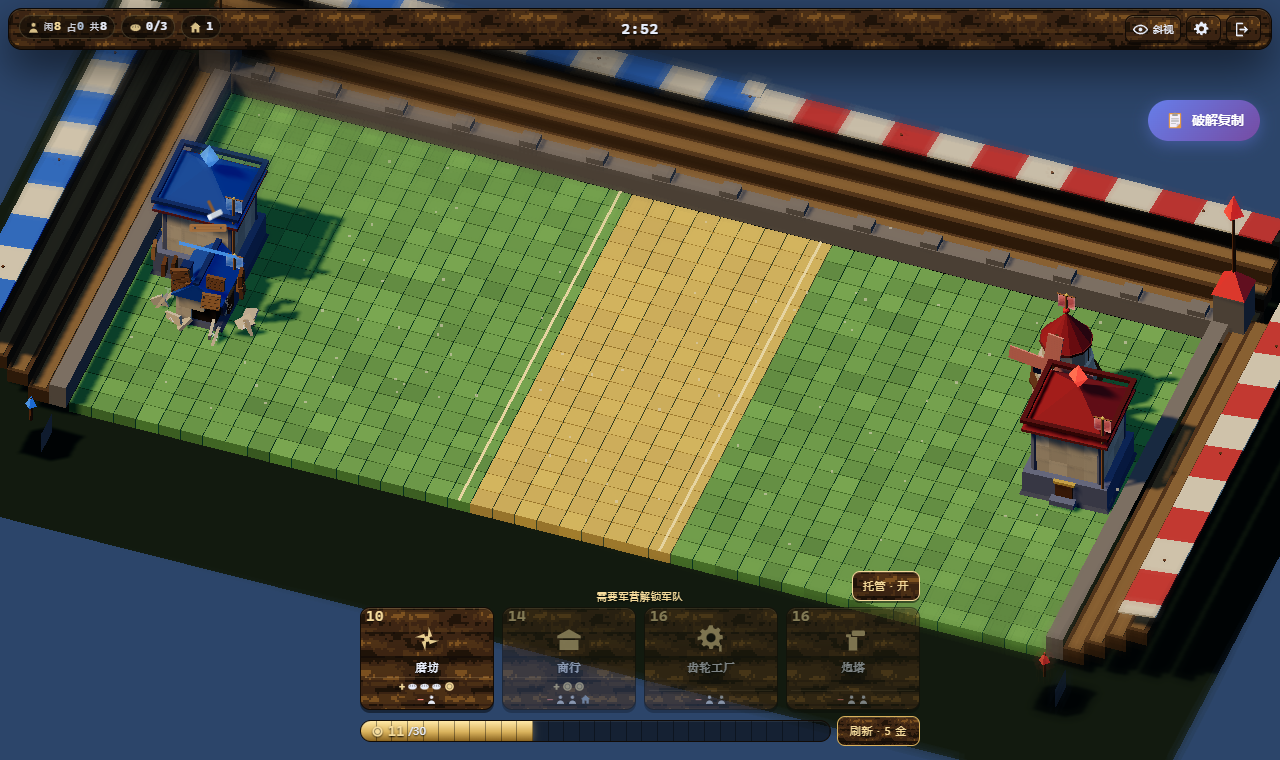 闲8 占0 共8
0/3
1
2:52
斜视
破解复制
托管 · 开
需要军营解锁军队
10
磨坊
14
商行
16
齿轮工厂
16
炮塔
11 /30
刷新 · 5 金